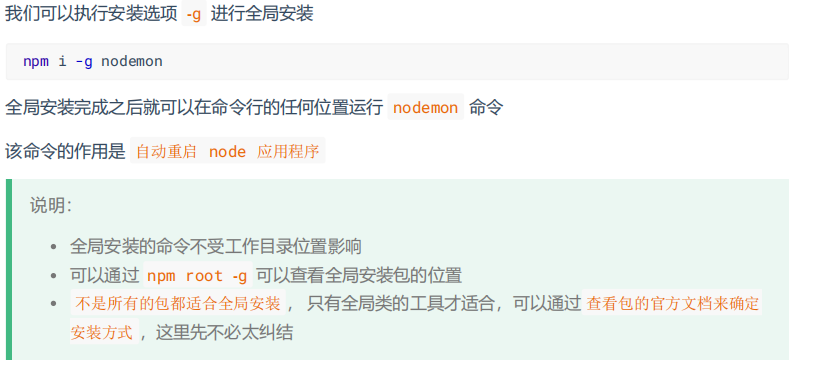 我们可以执行安装选项 -g 进行全局安装
npm i -g nodemon
全局安装完成之后就可以在命令行的任何位置运行 nodemon 命令
该命令的作用是 自动重启 node 应用程序
说明：
• 全局安装的命令不受工作目录位置影响
• 可以通过 npm root -g 可以查看全局安装包的位置
• 不是所有的包都适合全局安装 ， 只有全局类的工具才适合，可以通过 查看包的官方文档来确定
安装方式 ，这里先不必太纠结